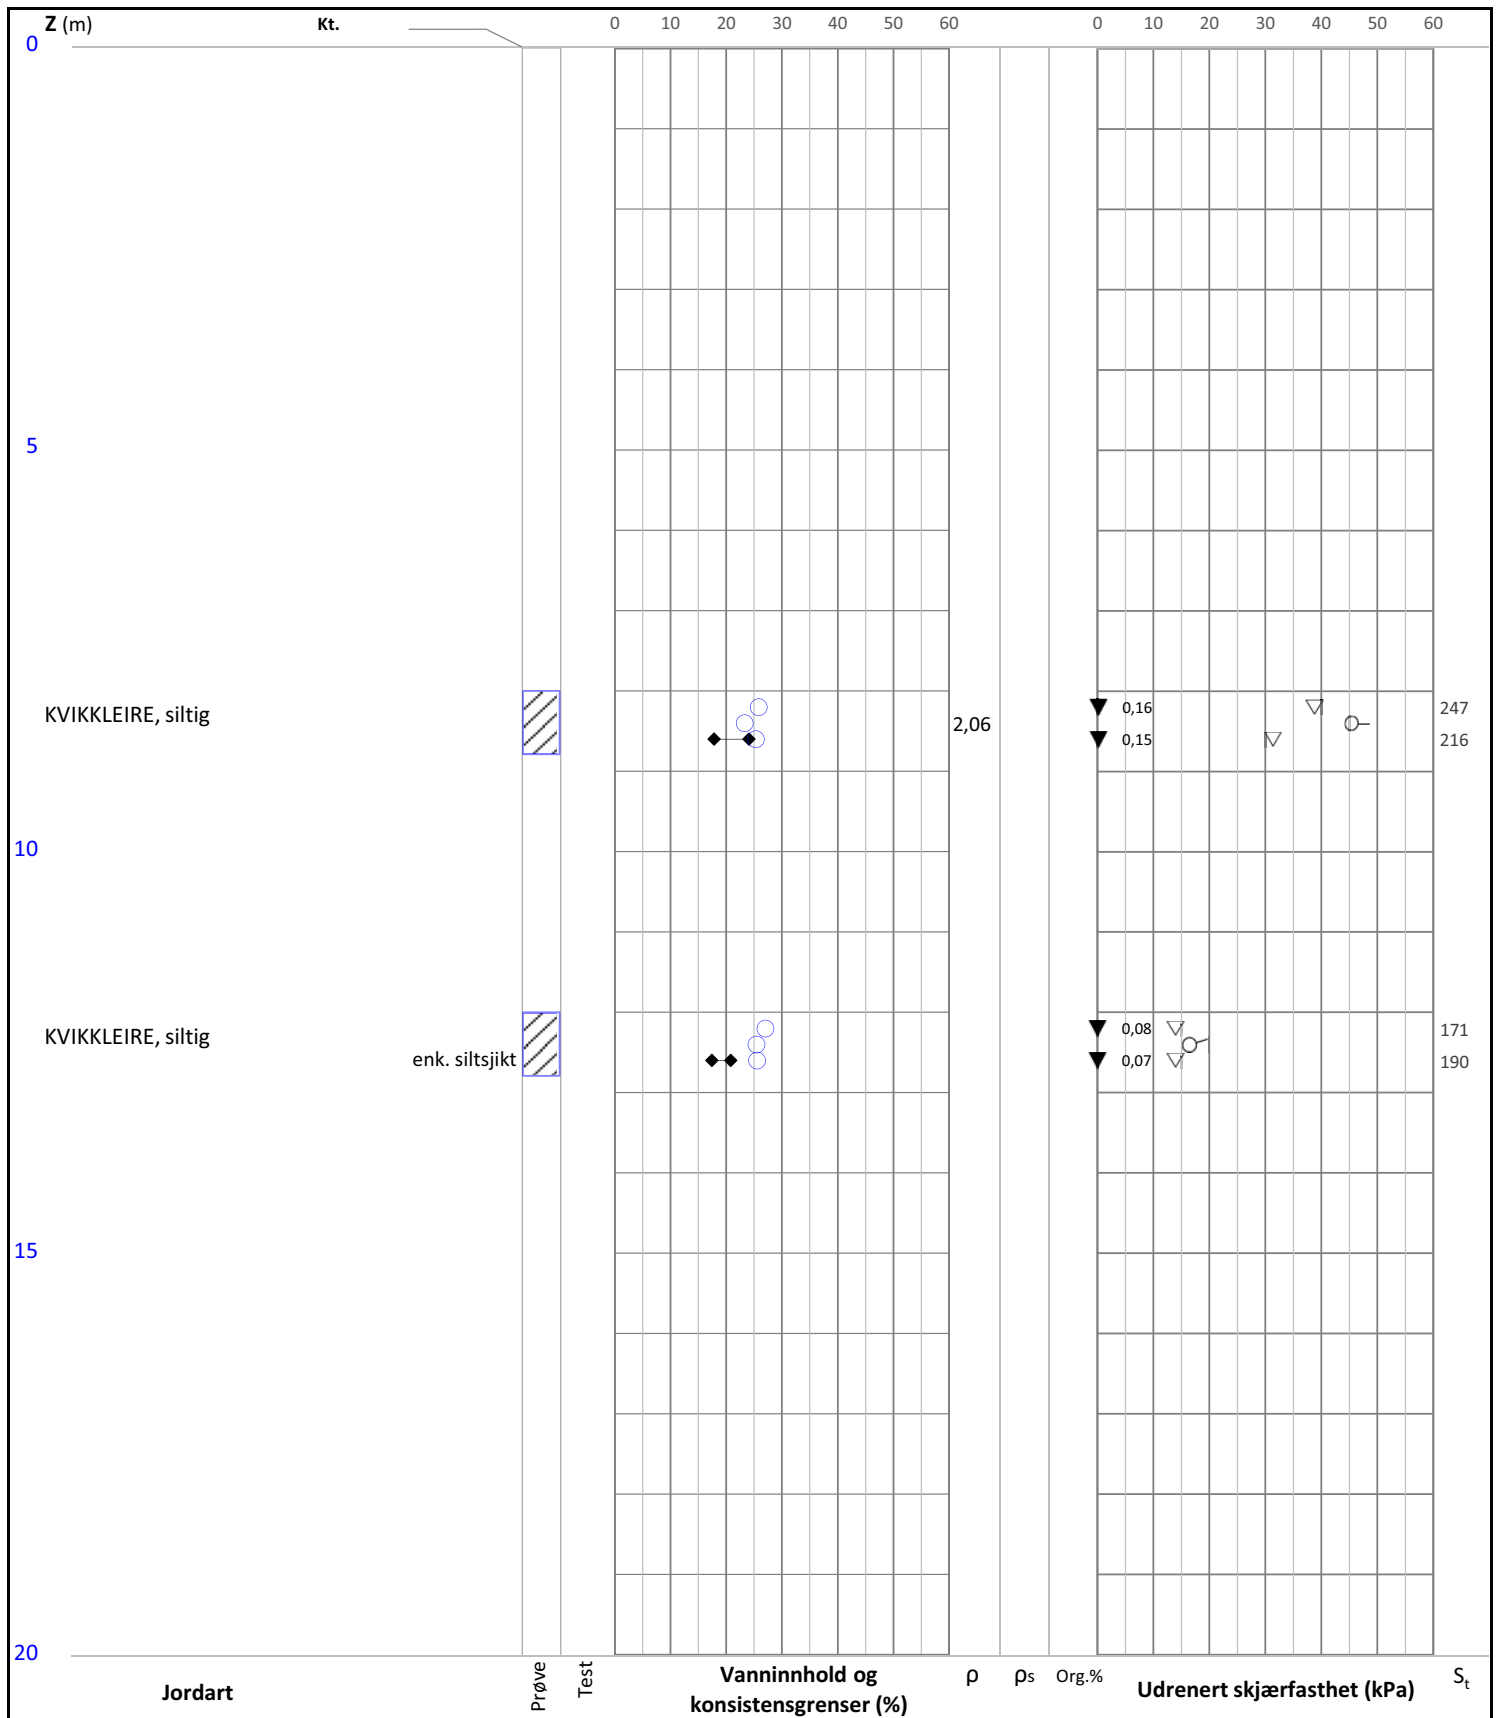 Z (m) Kt. 0 10 20 30 40 50 60 0 10 20 30 40 50 60
0
5
KVIKKLEIRE, siltig
0,16 247
2,06
0,15 216
10
KVIKKLEIRE, siltig
0,08 171
enk. siltsjikt 0,07 190
15
20
Jordart
Prøve
Test
Vanninnhold og
konsistensgrenser (%)
ρ
ρs
Org.%
Udrenert skjærfasthet (kPa)
St